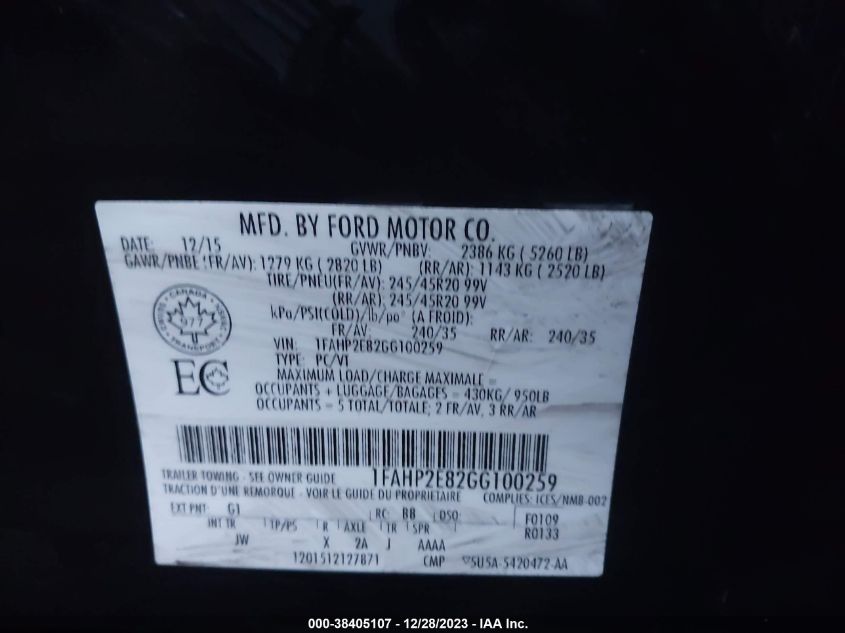 MFD. BY FORD MOTOR CO.
DATE: 12/15 GVWR/PNBV: 2386 KG ( 5260 LB)
GAWR/PNBE (FR/AV): 1279 KG ( 2820 LB) (RR/AR): 1143 KG ( 2520 LB)
TIRE/PNEU(FR/AV): 245/45R20 99V
(RR/AR): 245/45R20 99V
kPa/PSI(COLD)/lb/po² (A FROID):
FR/AV: 240/35 RR/AR: 240/35
VIN: 1FAHP2E82GG100259
TYPE: PC/VT
MAXIMUM LOAD/CHARGE MAXIMALE =
OCCUPANTS + LUGGAGE/BAGAGES = 430KG/ 950LB
OCCUPANTS = 5 TOTAL/TOTALE; 2 FR/AV, 3 RR/AR
CANADA
977
TRANSPORT
EC
1FAHP2E82GG100259
TRAILER TOWING - SEE OWNER GUIDE
TRACTION D'UNE REMORQUE - VOIR LE GUIDE DU PROPRIETAIRE COMPLIES: ICES/NMB-002
EXT PNT: G1 RC: BB DSO: F0109
INT TR TP/PS R AXLE TR SPR R0133
JW X 2A J AAAA
1201512127871 CMP 5U5A-5420472-AA
000-38405107 - 12/28/2023 - IAA Inc.